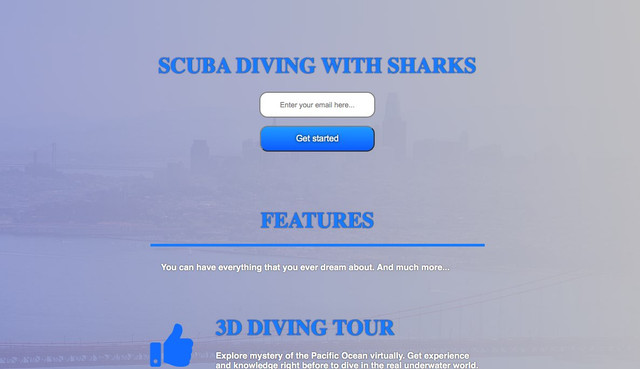 SCUBA DIVING WITH SHARKS
Enter your email here...
Get started
FEATURES
You can have everything that you ever dream about. And much more...
3D DIVING TOUR
Explore mystery of the Pacific Ocean virtually. Get experience
and knowledge right before to dive in the real underwater world.